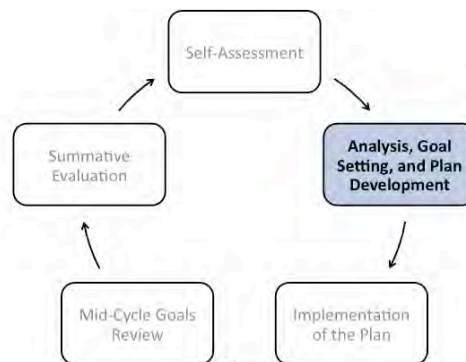 Self-Assessment
Analysis, Goal
Setting, and Plan
Development
Implementation
of the Plan
Mid-Cycle Goals
Review
Summative
Evaluation